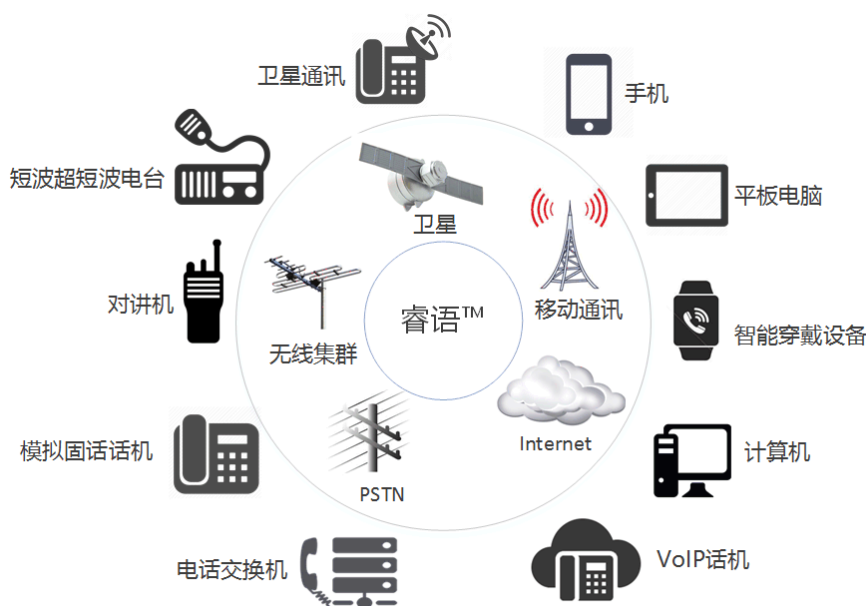 卫星通讯
手机
短波超短波电台
平板电脑
卫星
对讲机
睿语™
移动通讯
智能穿戴设备
无线集群
模拟固话话机
Internet
计算机
PSTN
电话交换机
VoIP话机